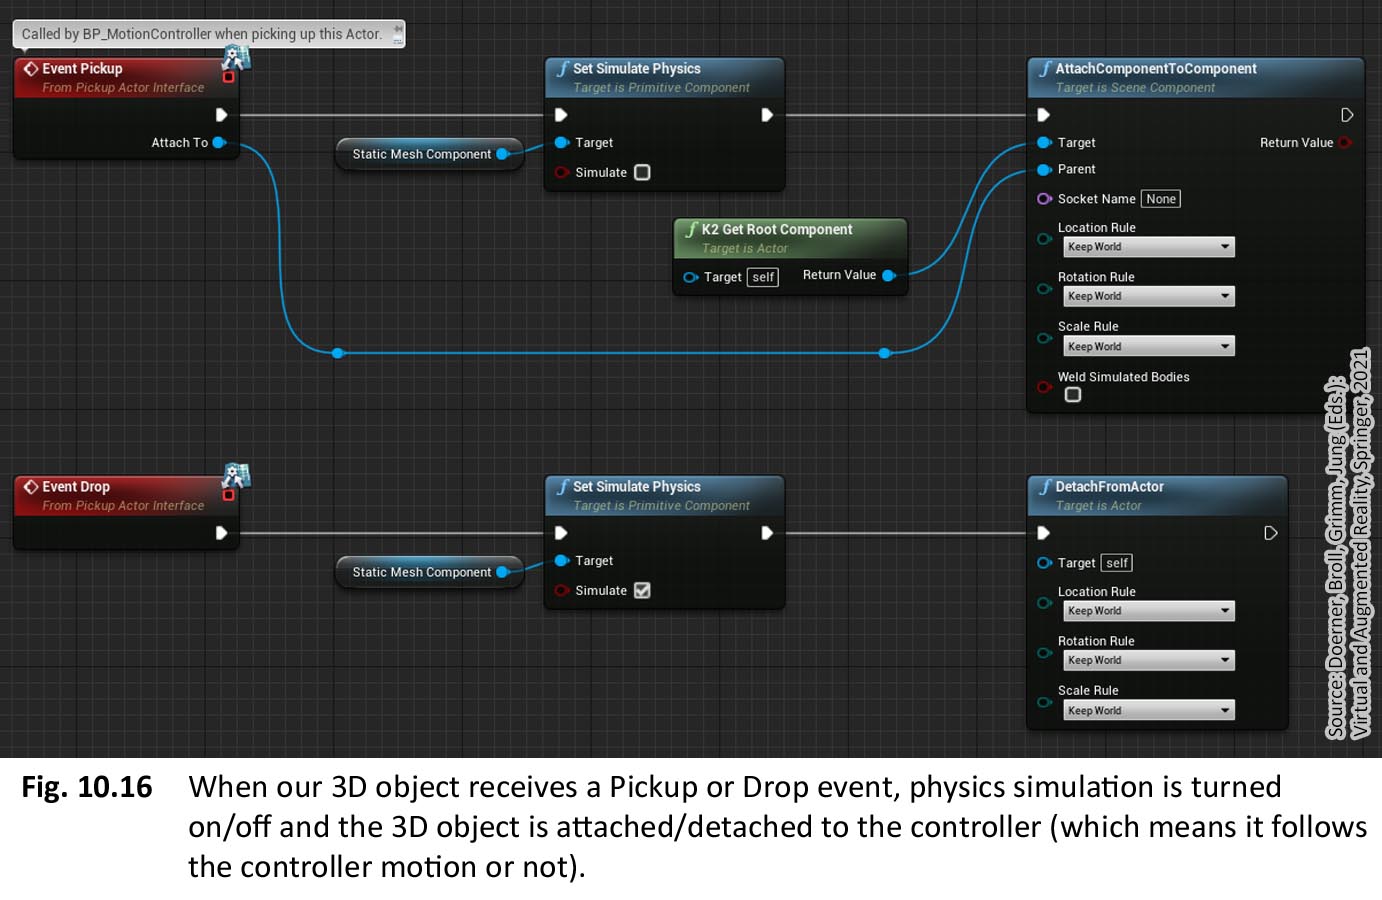 Called by BP_MotionController when picking up this Actor.
Event Pickup
From Pickup Actor Interface
Attach To
Static Mesh Component
Set Simulate Physics
Target is Primitive Component
Target
Simulate
K2 Get Root Component
Target is Actor
Target self Return Value
AttachComponentToComponent
Target is Scene Component
Target Return Value
Parent
Socket Name None
Location Rule
Keep World
Rotation Rule
Keep World
Scale Rule
Keep World
Weld Simulated Bodies
Event Drop
From Pickup Actor Interface
Static Mesh Component
Set Simulate Physics
Target is Primitive Component
Target
Simulate
DetachFromActor
Target is Actor
Target self
Location Rule
Keep World
Rotation Rule
Keep World
Scale Rule
Keep World
Source: Doerner, Broll, Grimm, Jung (Eds.):
Virtual and Augmented Reality, Springer, 2021
Fig. 10.16 When our 3D object receives a Pickup or Drop event, physics simulation is turned
on/off and the 3D object is attached/detached to the controller (which means it follows
the controller motion or not).